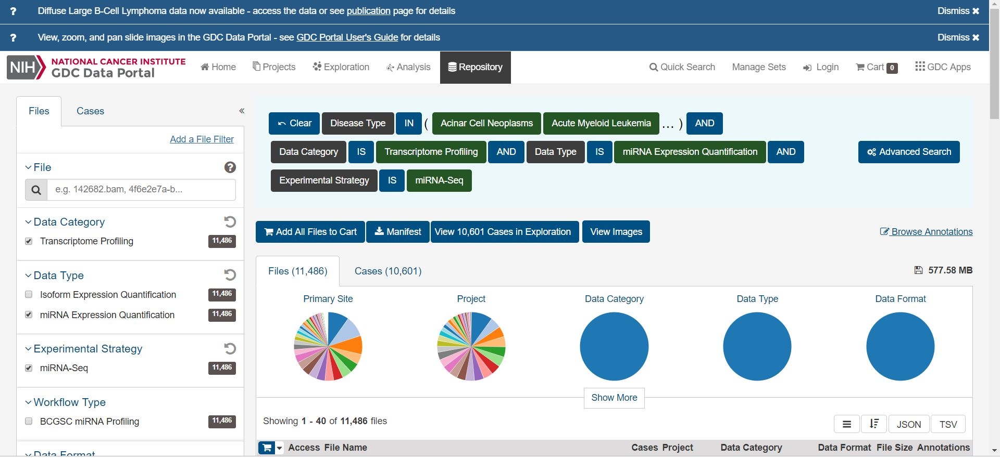 ? Diffuse Large B-Cell Lymphoma data now available - access the data or see publication page for details Dismiss ✖
? View, zoom, and pan slide images in the GDC Data Portal - see GDC Portal User's Guide for details Dismiss ✖
NIH NATIONAL CANCER INSTITUTE
GDC Data Portal
Home Projects Exploration Analysis Repository Quick Search Manage Sets Login Cart 0 GDC Apps
Files Cases «
Add a File Filter
File ?
e.g. 142682.bam, 4f6e2e7a-b...
Data Category
Transcriptome Profiling 11,486
Data Type
Isoform Expression Quantification 11,486
miRNA Expression Quantification 11,486
Experimental Strategy
miRNA-Seq 11,486
Workflow Type
BCGSC miRNA Profiling 11,486
Data Format
Clear Disease Type IN ( Acinar Cell Neoplasms Acute Myeloid Leukemia ... ) AND
Data Category IS Transcriptome Profiling AND Data Type IS miRNA Expression Quantification AND
Advanced Search
Experimental Strategy IS miRNA-Seq
Add All Files to Cart Manifest View 10,601 Cases in Exploration View Images Browse Annotations
Files (11,486) Cases (10,601) 577.58 MB
Primary Site Project Data Category Data Type Data Format
Show More
Showing 1 - 40 of 11,486 files
JSON TSV
Access File Name Cases Project Data Category Data Format File Size Annotations